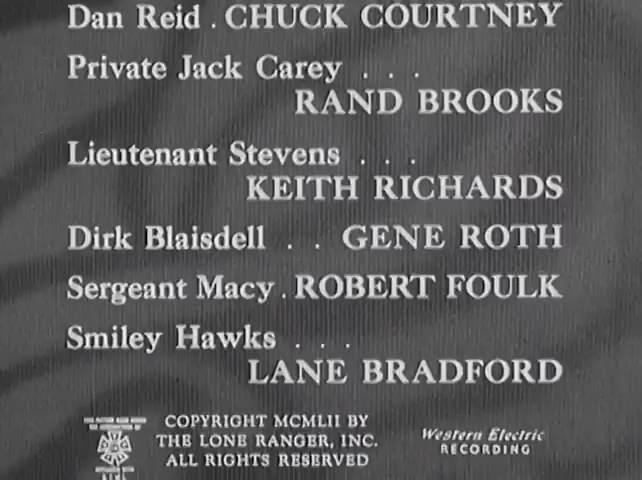 Dan Reid . CHUCK COURTNEY
Private Jack Carey . . .
RAND BROOKS
Lieutenant Stevens . . .
KEITH RICHARDS
Dirk Blaisdell . . GENE ROTH
Sergeant Macy . ROBERT FOULK
Smiley Hawks . . .
LANE BRADFORD
COPYRIGHT MCMLII BY
THE LONE RANGER, INC.
ALL RIGHTS RESERVED
Western Electric
RECORDING